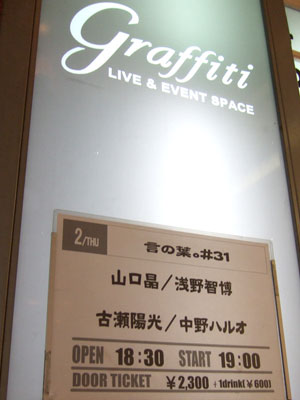 Graffiti
LIVE & EVENT SPACE
2/THU 言の葉。#31
山口晶／浅野智博
古瀬陽光／中野ハルオ
OPEN 18:30 START 19:00
DOOR TICKET ¥2,300 +1drink(¥600)